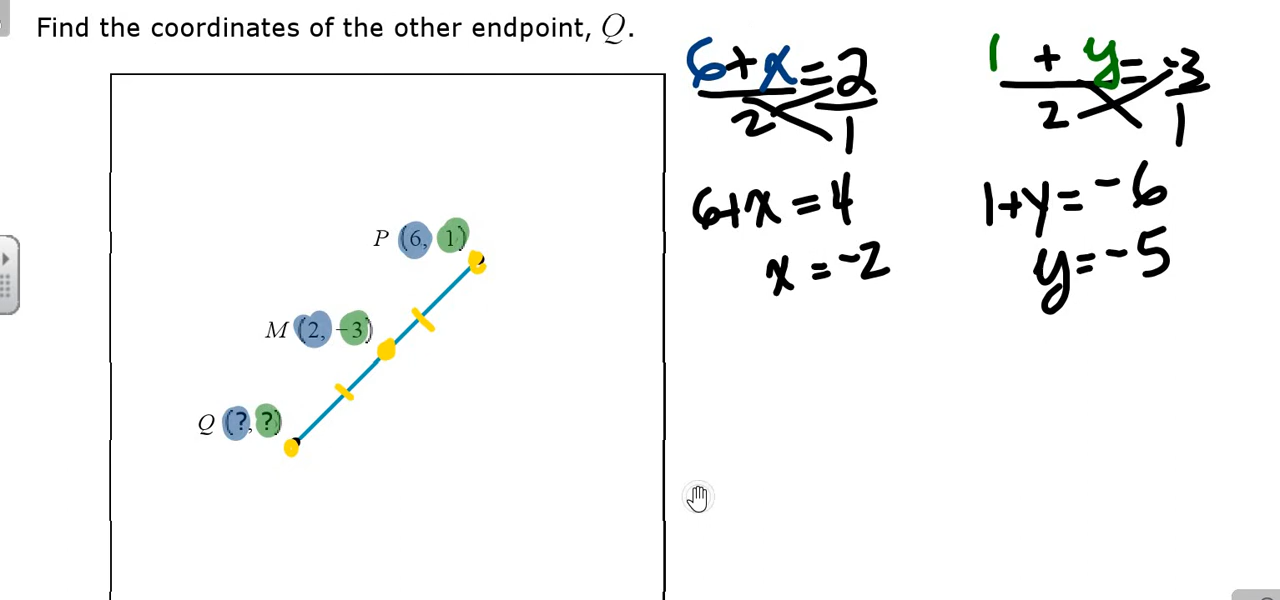 Find the coordinates of the other endpoint, Q.
P (6, 1)
M (2, −3)
Q (?, ?)
6+x = 2
2 1
6+x = 4
x = -2
1 + y = -3
2 1
1+y = -6
y = -5